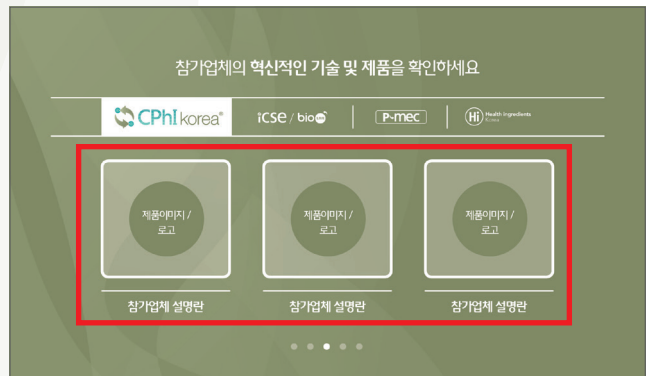 참가업체의 혁신적인 기술 및 제품을 확인하세요
CPhI korea®
icse / bio
P-mec
Hi Health Ingredients Korea
제품이미지 /
로고
제품이미지 /
로고
제품이미지 /
로고
참가업체 설명란
참가업체 설명란
참가업체 설명란